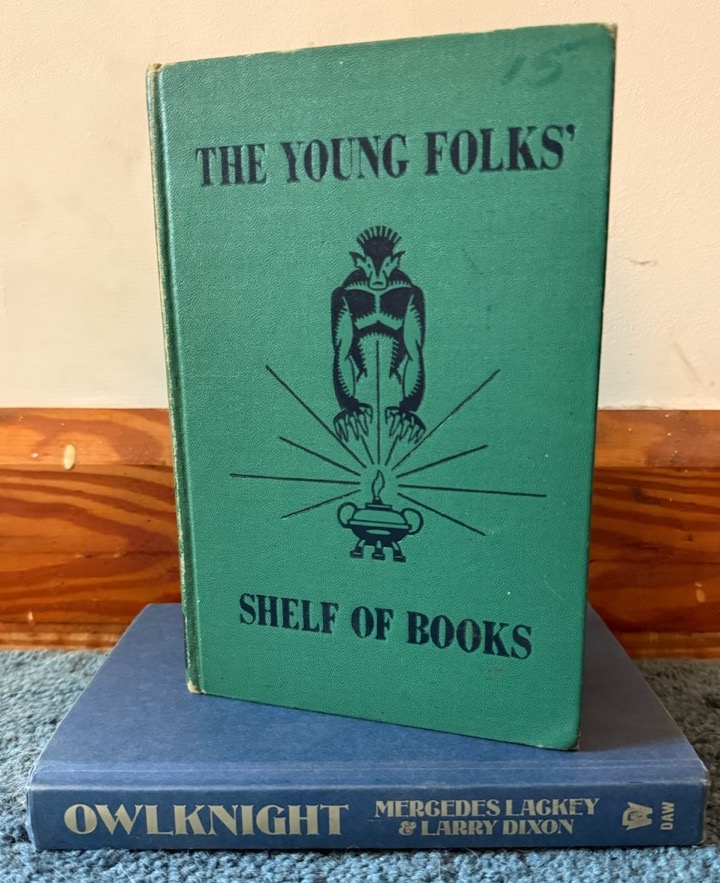 15
THE YOUNG FOLKS'
SHELF OF BOOKS
OWLKNIGHT
MERCEDES LACKEY
& LARRY DIXON
DAW